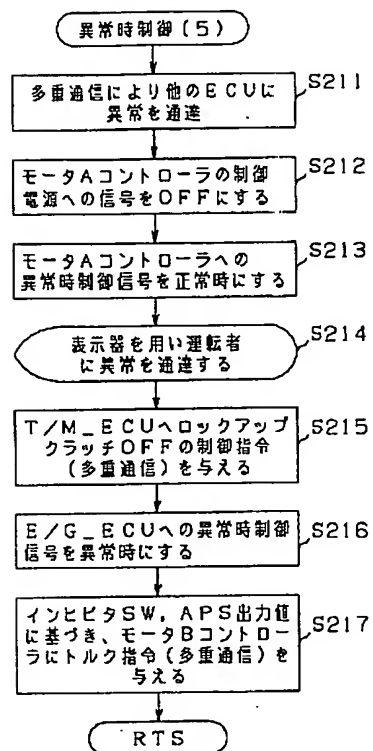 異常時制御(5)
多重通信により他のECUに
異常を通達
S211
モータAコントローラの制御
電源への信号をOFFにする
S212
モータAコントローラへの
異常時制御信号を正常時にする
S213
表示器を用い運転者
に異常を通達する
S214
T/M_ECUへロックアップ
クラッチOFFの制御指令
(多重通信)を与える
S215
E/G_ECUへの異常時制御
信号を異常時にする
S216
インヒビタSW, APS出力値
に基づき、モータBコントロー
ラにトルク指令(多重通信)を
与える
S217
RTS